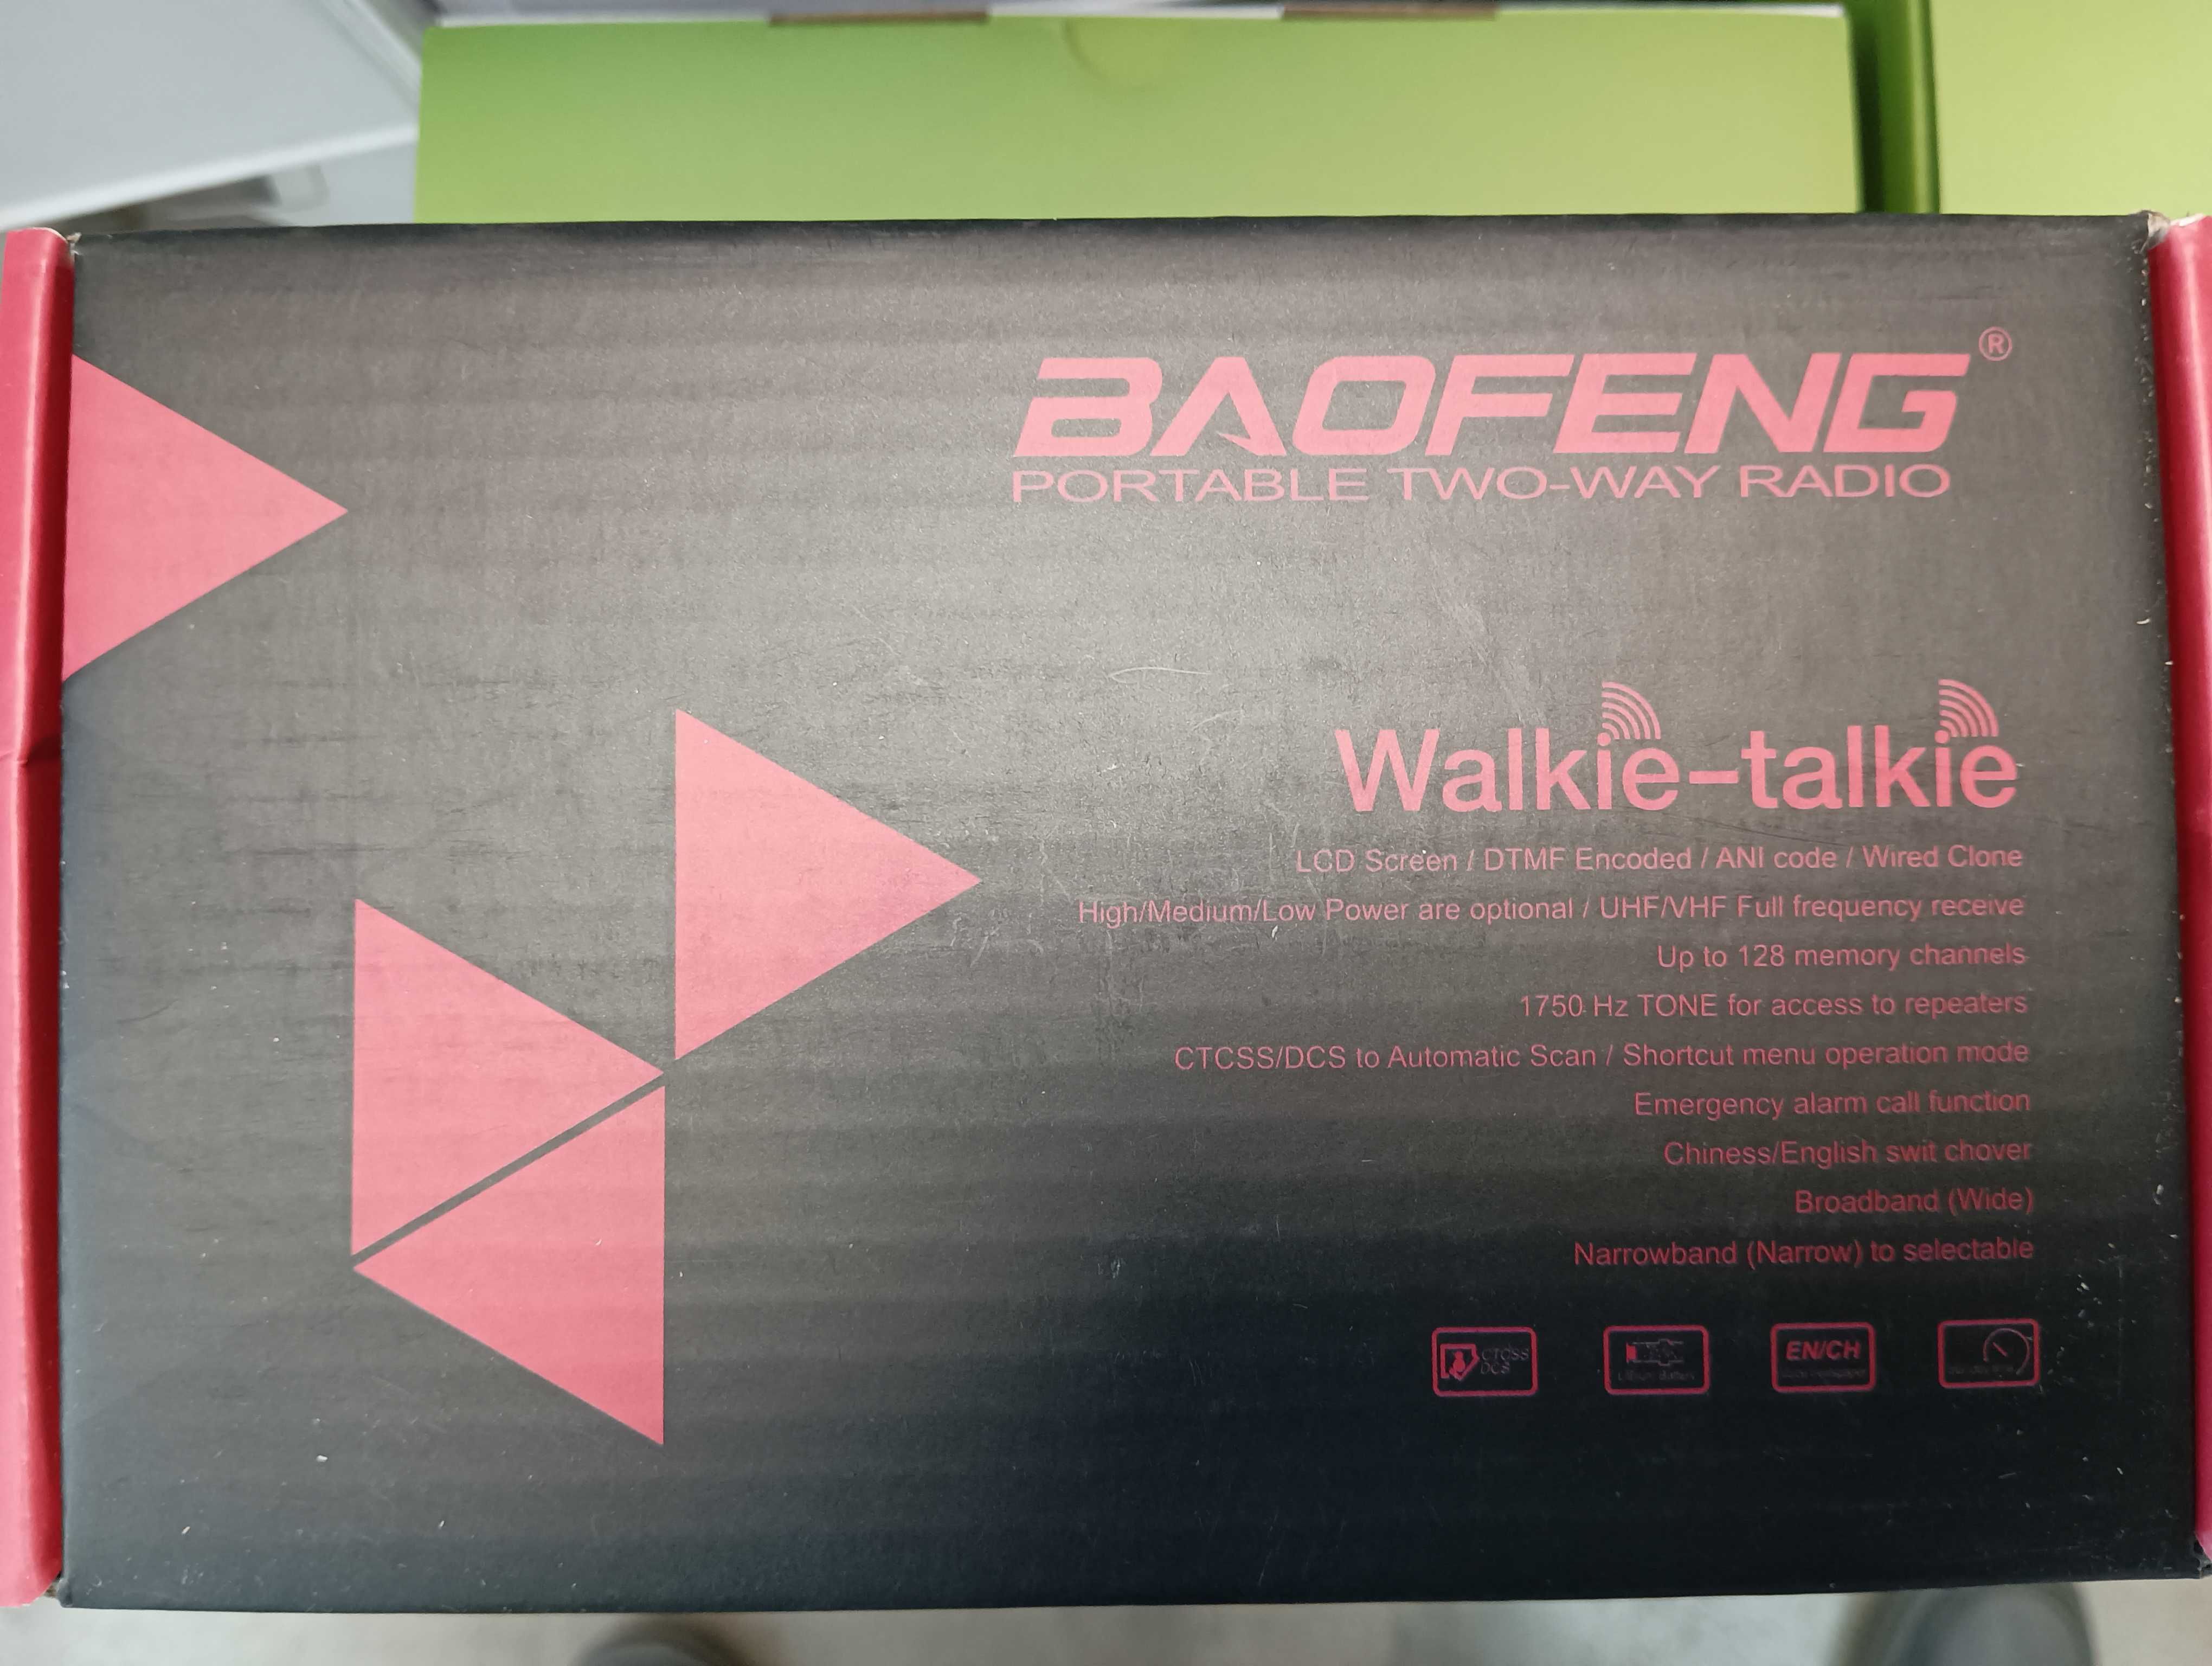 BAOFENG®
PORTABLE TWO-WAY RADIO
Walkie-talkie
LCD Screen / DTMF Encoded / ANI code / Wired Clone
High/Medium/Low Power are optional / UHF/VHF Full frequency receive
Up to 128 memory channels
1750 Hz TONE for access to repeaters
CTCSS/DCS to Automatic Scan / Shortcut menu operation mode
Emergency alarm call function
Chiness/English swit chover
Broadband (Wide)
Narrowband (Narrow) to selectable
CTCSS
DCS
EN/CH